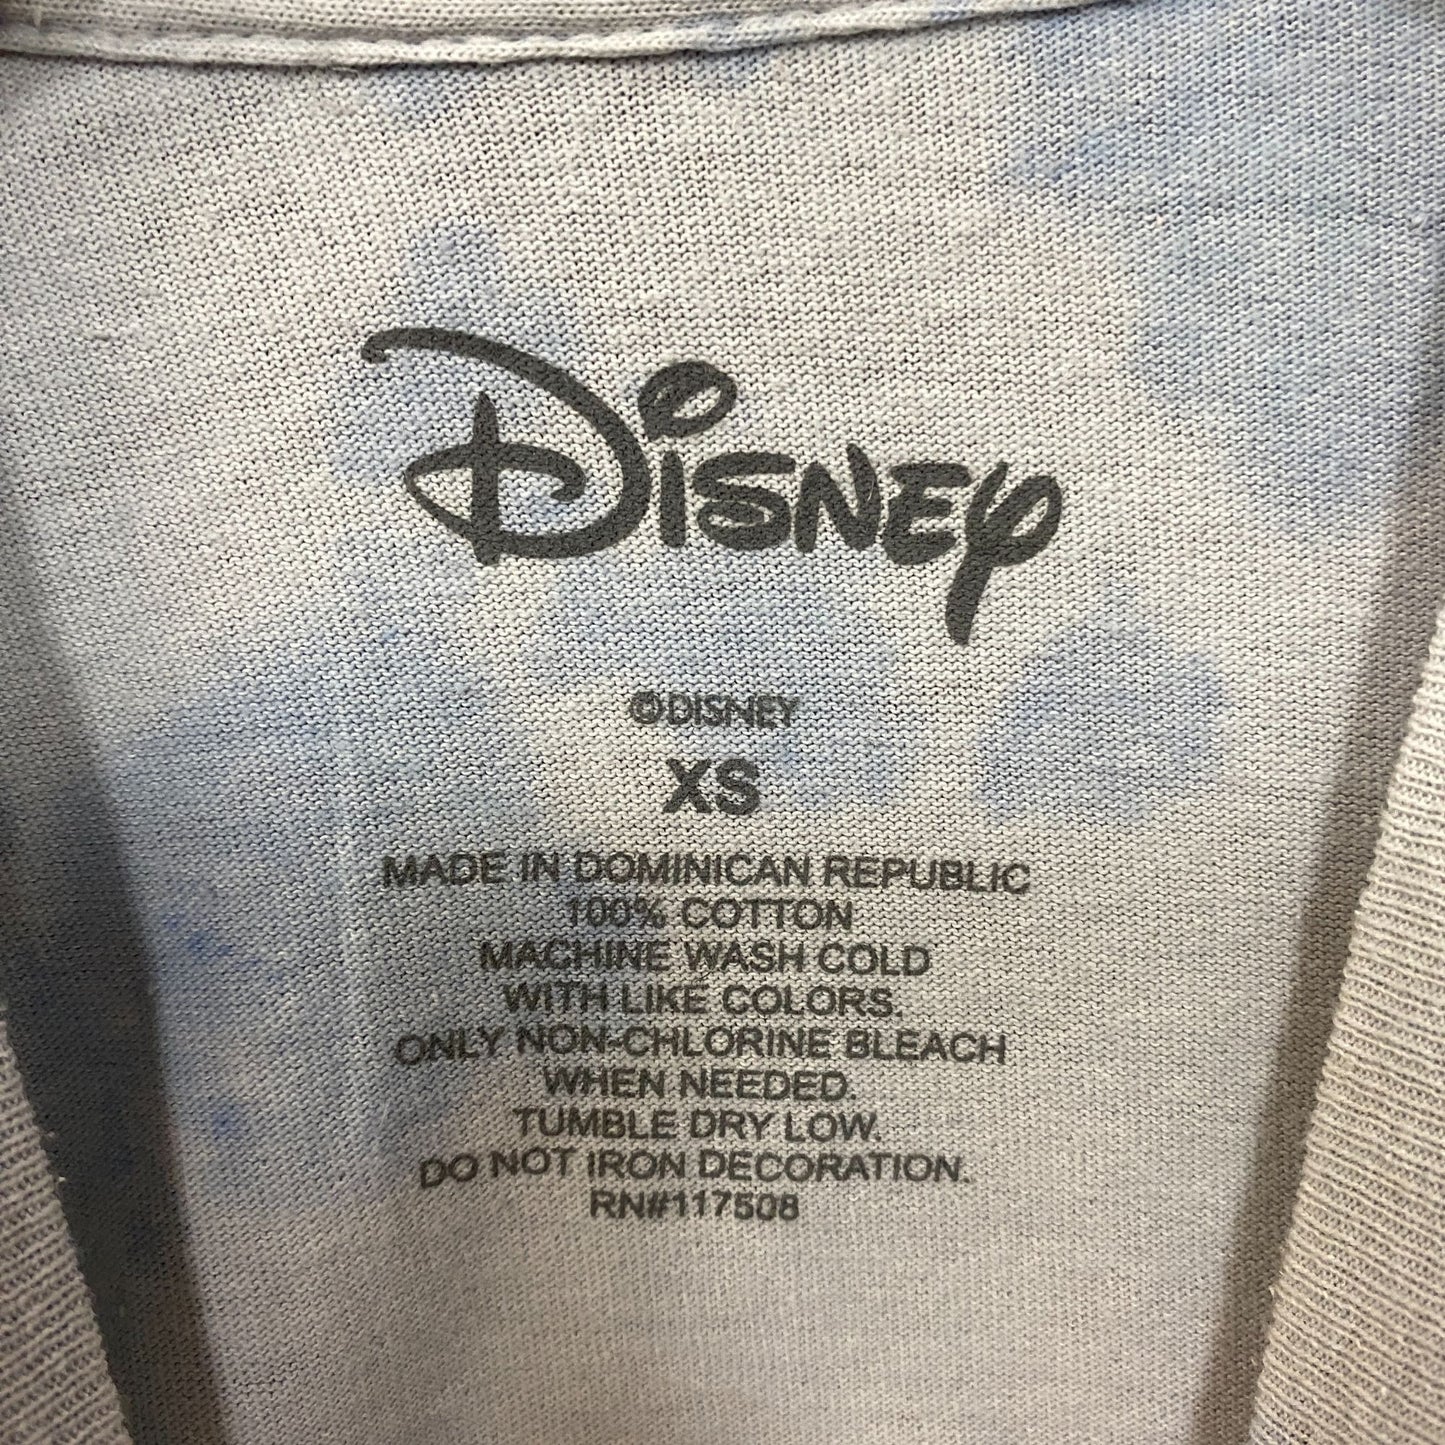 Disney
©DISNEY
XS
MADE IN DOMINICAN REPUBLIC
100% COTTON
MACHINE WASH COLD
WITH LIKE COLORS.
ONLY NON-CHLORINE BLEACH
WHEN NEEDED.
TUMBLE DRY LOW.
DO NOT IRON DECORATION.
RN#117508